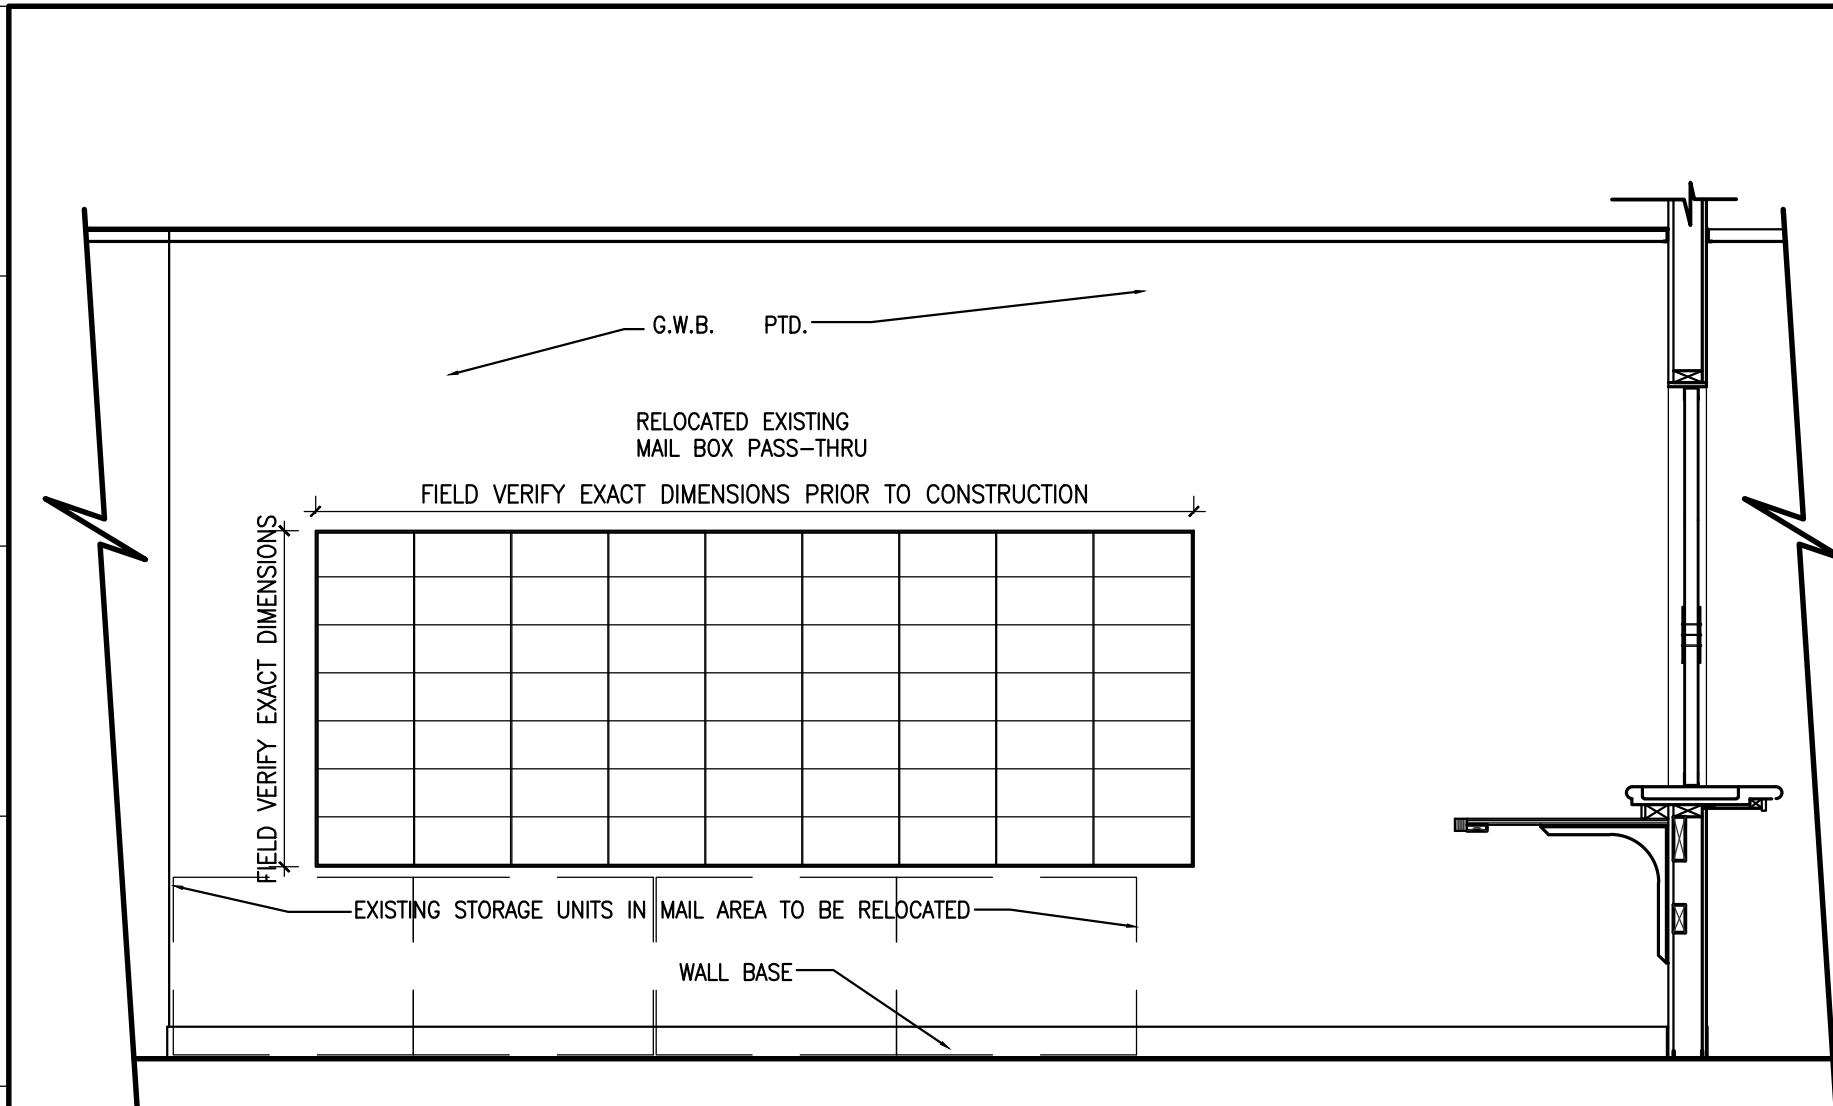 G.W.B. PTD.
RELOCATED EXISTING
MAIL BOX PASS-THRU
FIELD VERIFY EXACT DIMENSIONS PRIOR TO CONSTRUCTION
FIELD VERIFY EXACT DIMENSIONS
EXISTING STORAGE UNITS IN MAIL AREA TO BE RELOCATED
WALL BASE